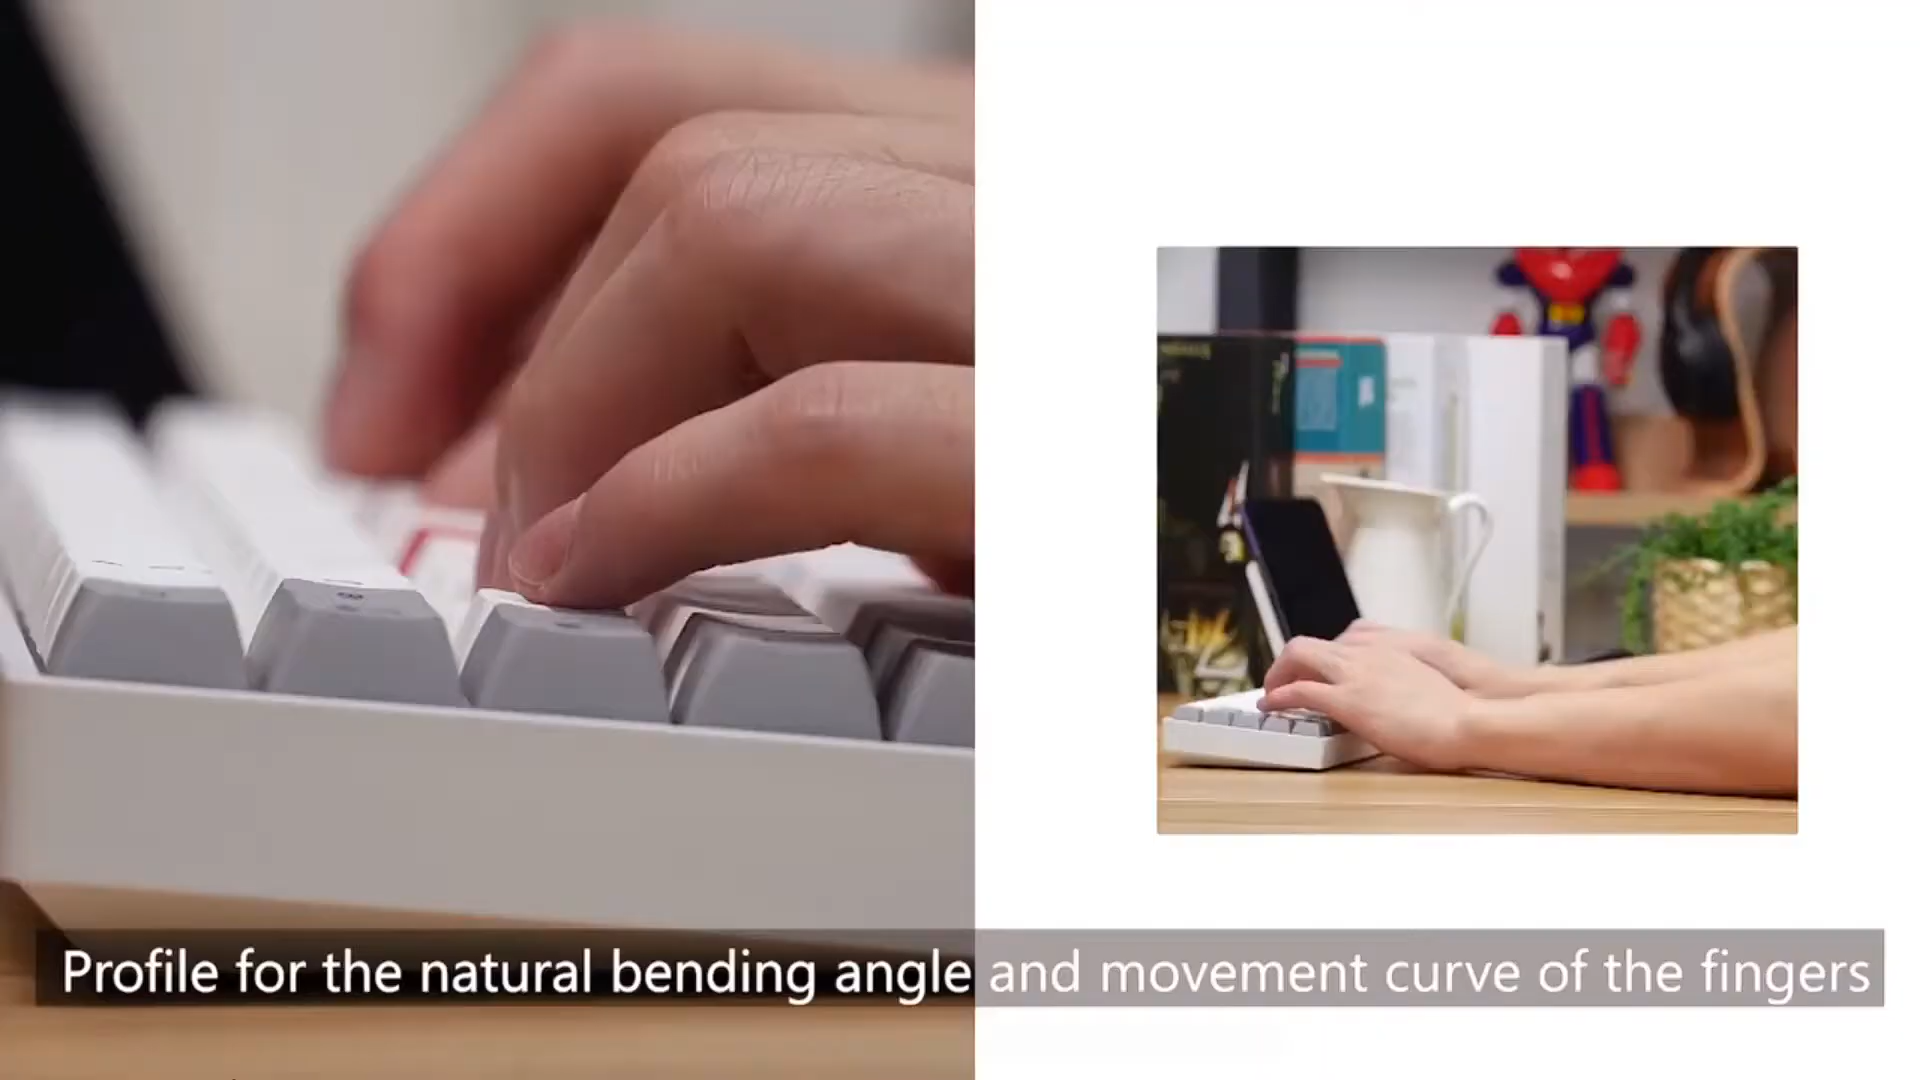 Profile for the natural bending angle and movement curve of the fingers